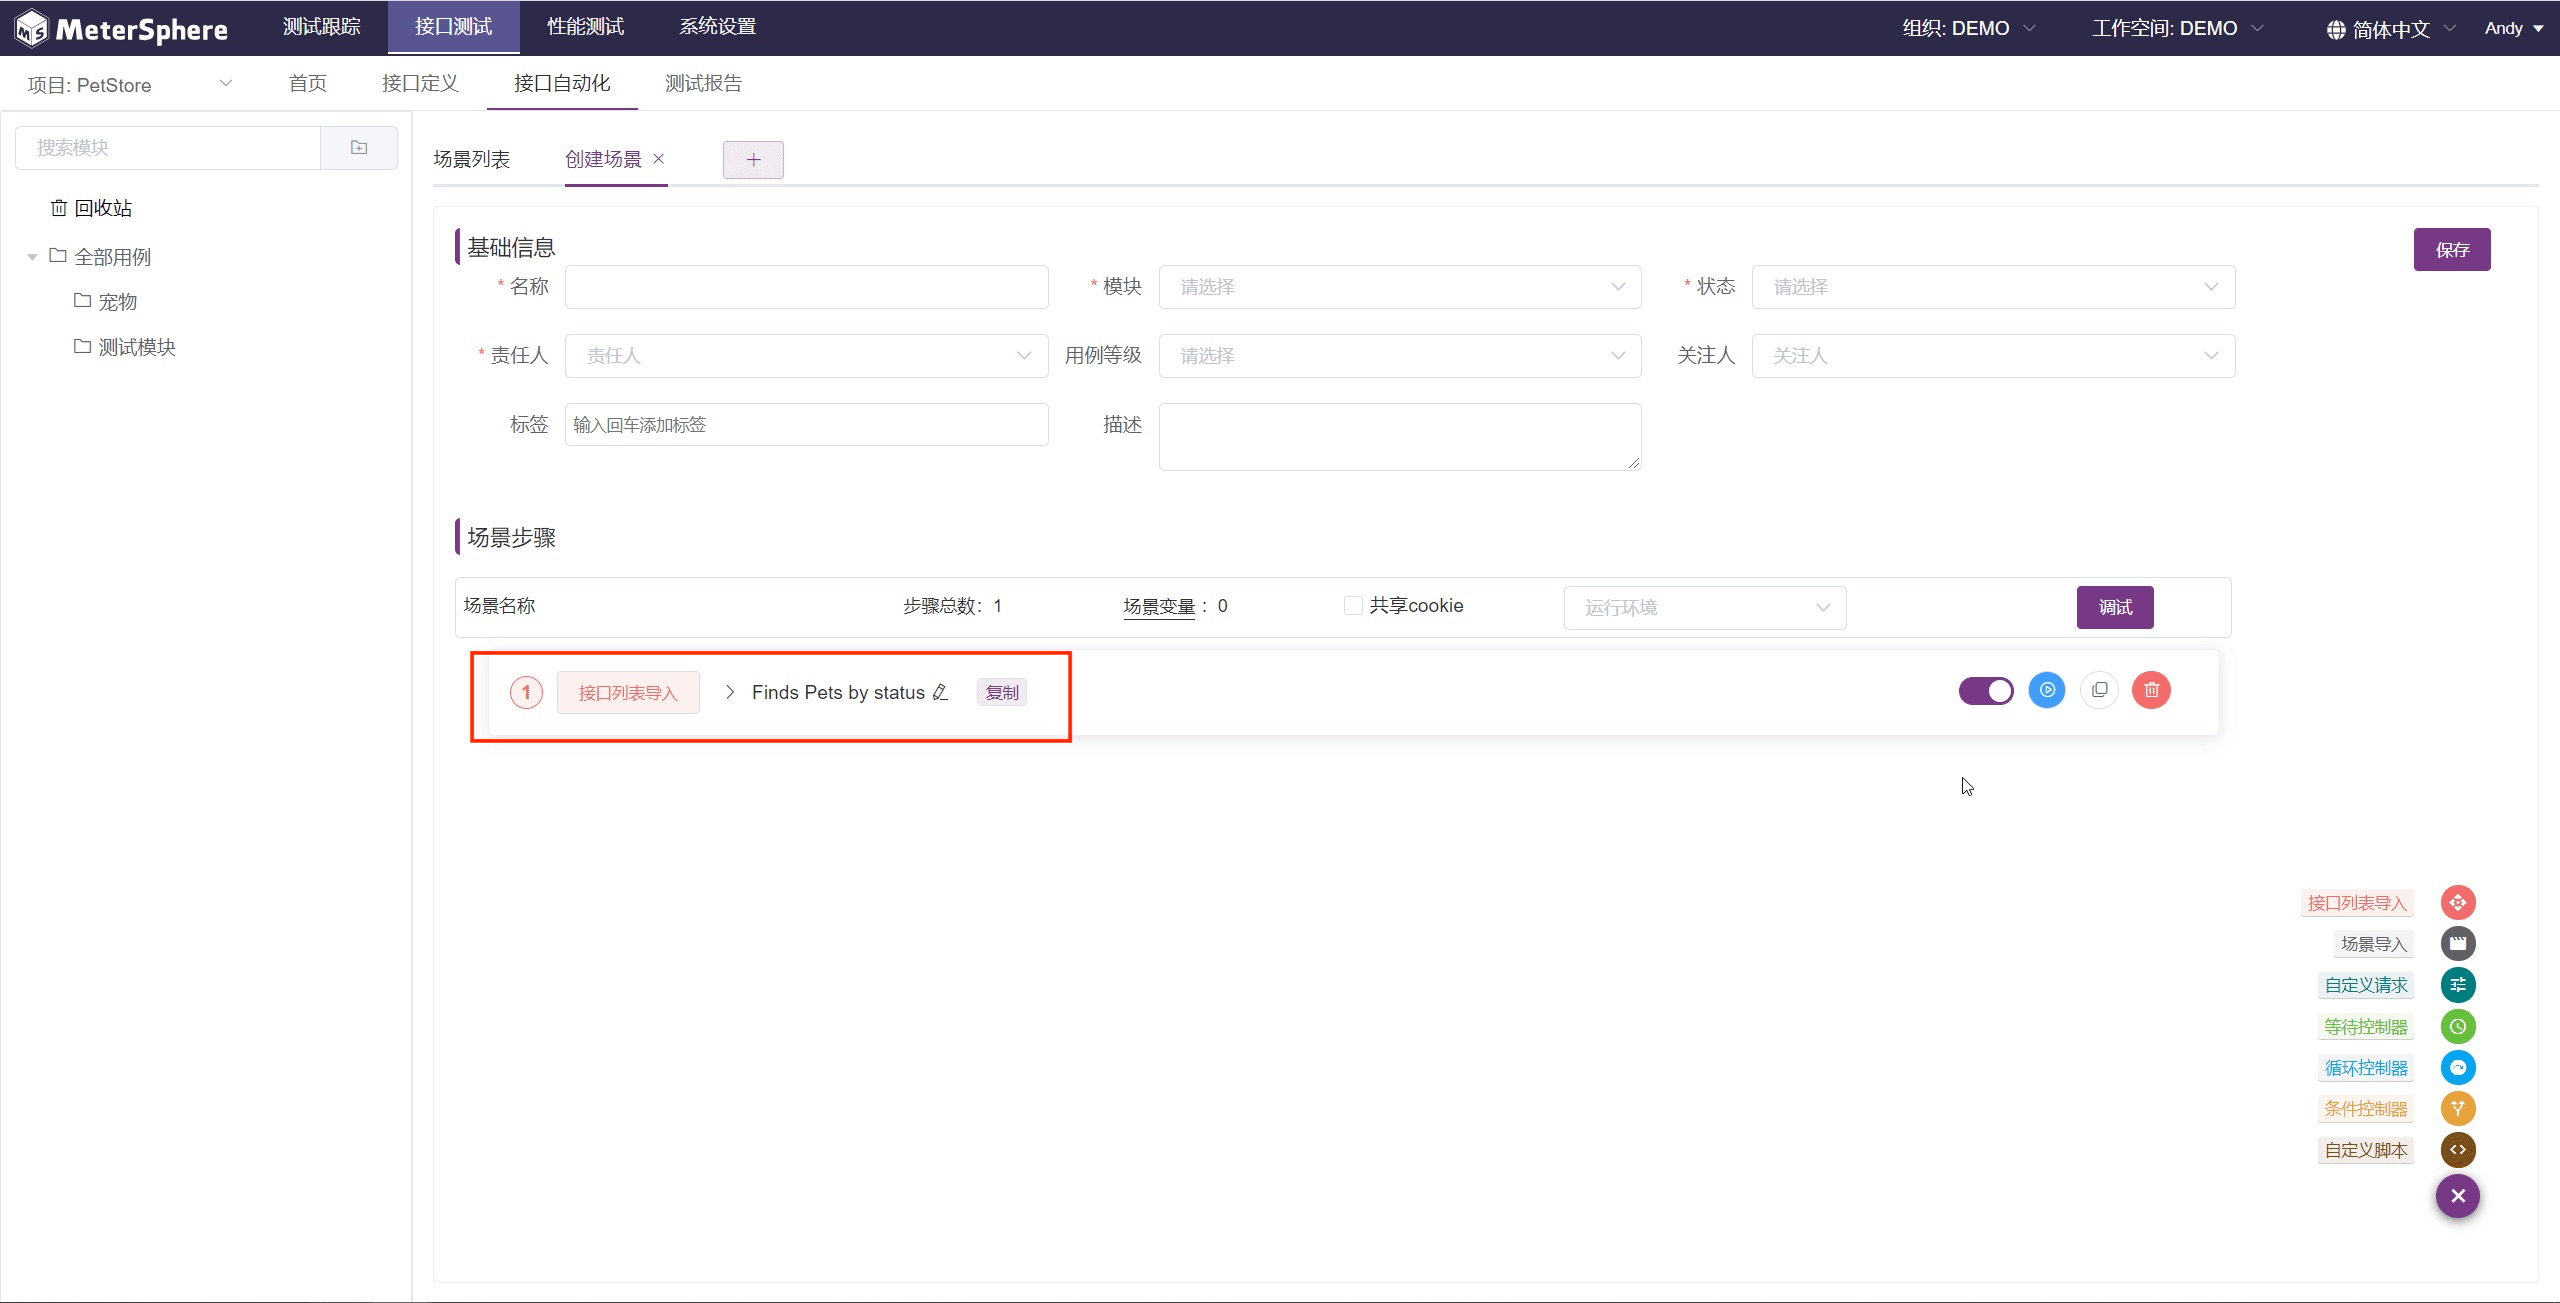 MeterSphere 测试跟踪 接口测试 性能测试 系统设置 组织: DEMO 工作空间: DEMO 简体中文 Andy
项目: PetStore 首页 接口定义 接口自动化 测试报告
搜索模块
回收站
全部用例
宠物
测试模块
场景列表 创建场景
基础信息
保存
* 名称 * 模块 请选择 * 状态 请选择
* 责任人 责任人 用例等级 请选择 关注人 关注人
标签 输入回车添加标签 描述
场景步骤
场景名称 步骤总数：1 场景变量：0 共享cookie 运行环境 调试
1 接口列表导入 Finds Pets by status 复制
接口列表导入
场景导入
自定义请求
等待控制器
循环控制器
条件控制器
自定义脚本